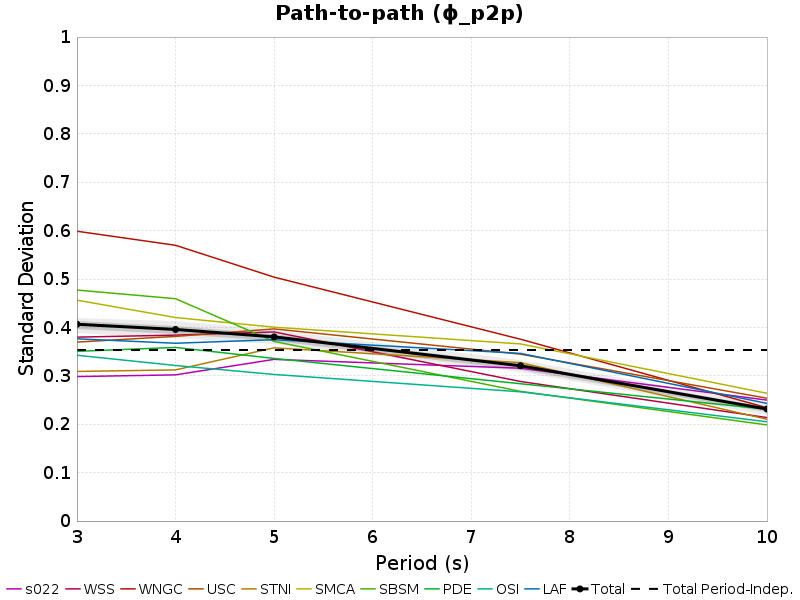 Path-to-path (ϕ_p2p)
Standard Deviation
1
0.9
0.8
0.7
0.6
0.5
0.4
0.3
0.2
0.1
0
3 4 5 6 7 8 9 10
Period (s)
s022 WSS WNGC USC STNI SMCA SBSM PDE OSI LAF Total Total Period-Indep.